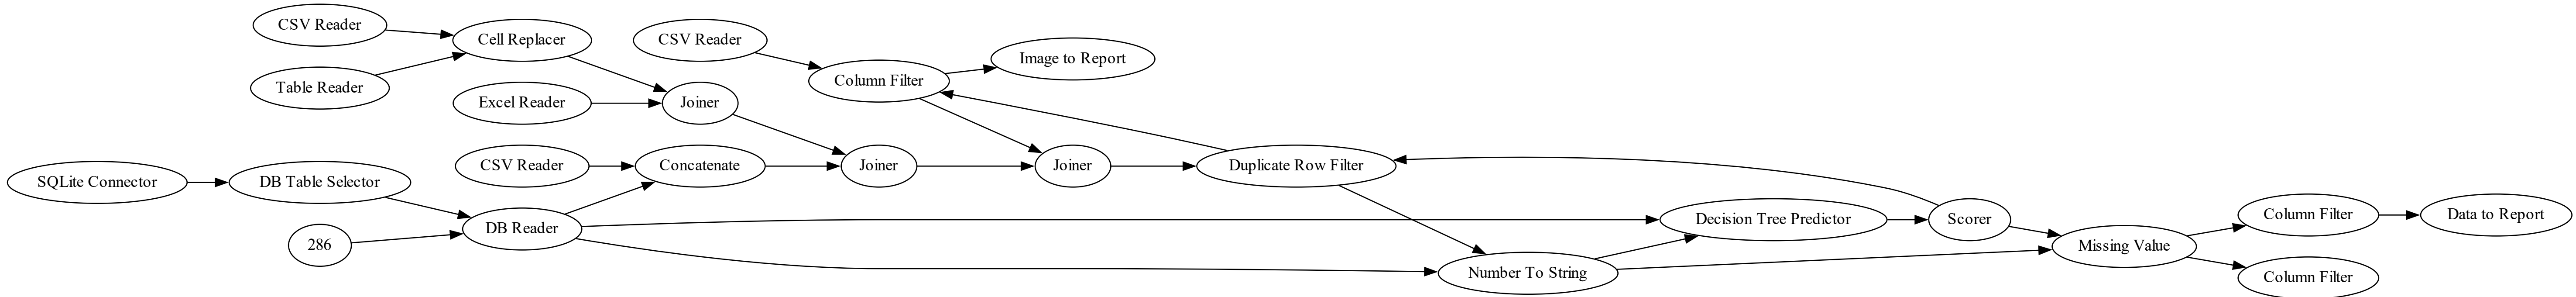 CSV Reader
Table Reader
Cell Replacer
CSV Reader
Image to Report
Column Filter
Excel Reader
Joiner
CSV Reader
Concatenate
Joiner
Joiner
Duplicate Row Filter
SQLite Connector
DB Table Selector
DB Reader
286
Decision Tree Predictor
Scorer
Number To String
Missing Value
Column Filter
Data to Report
Column Filter